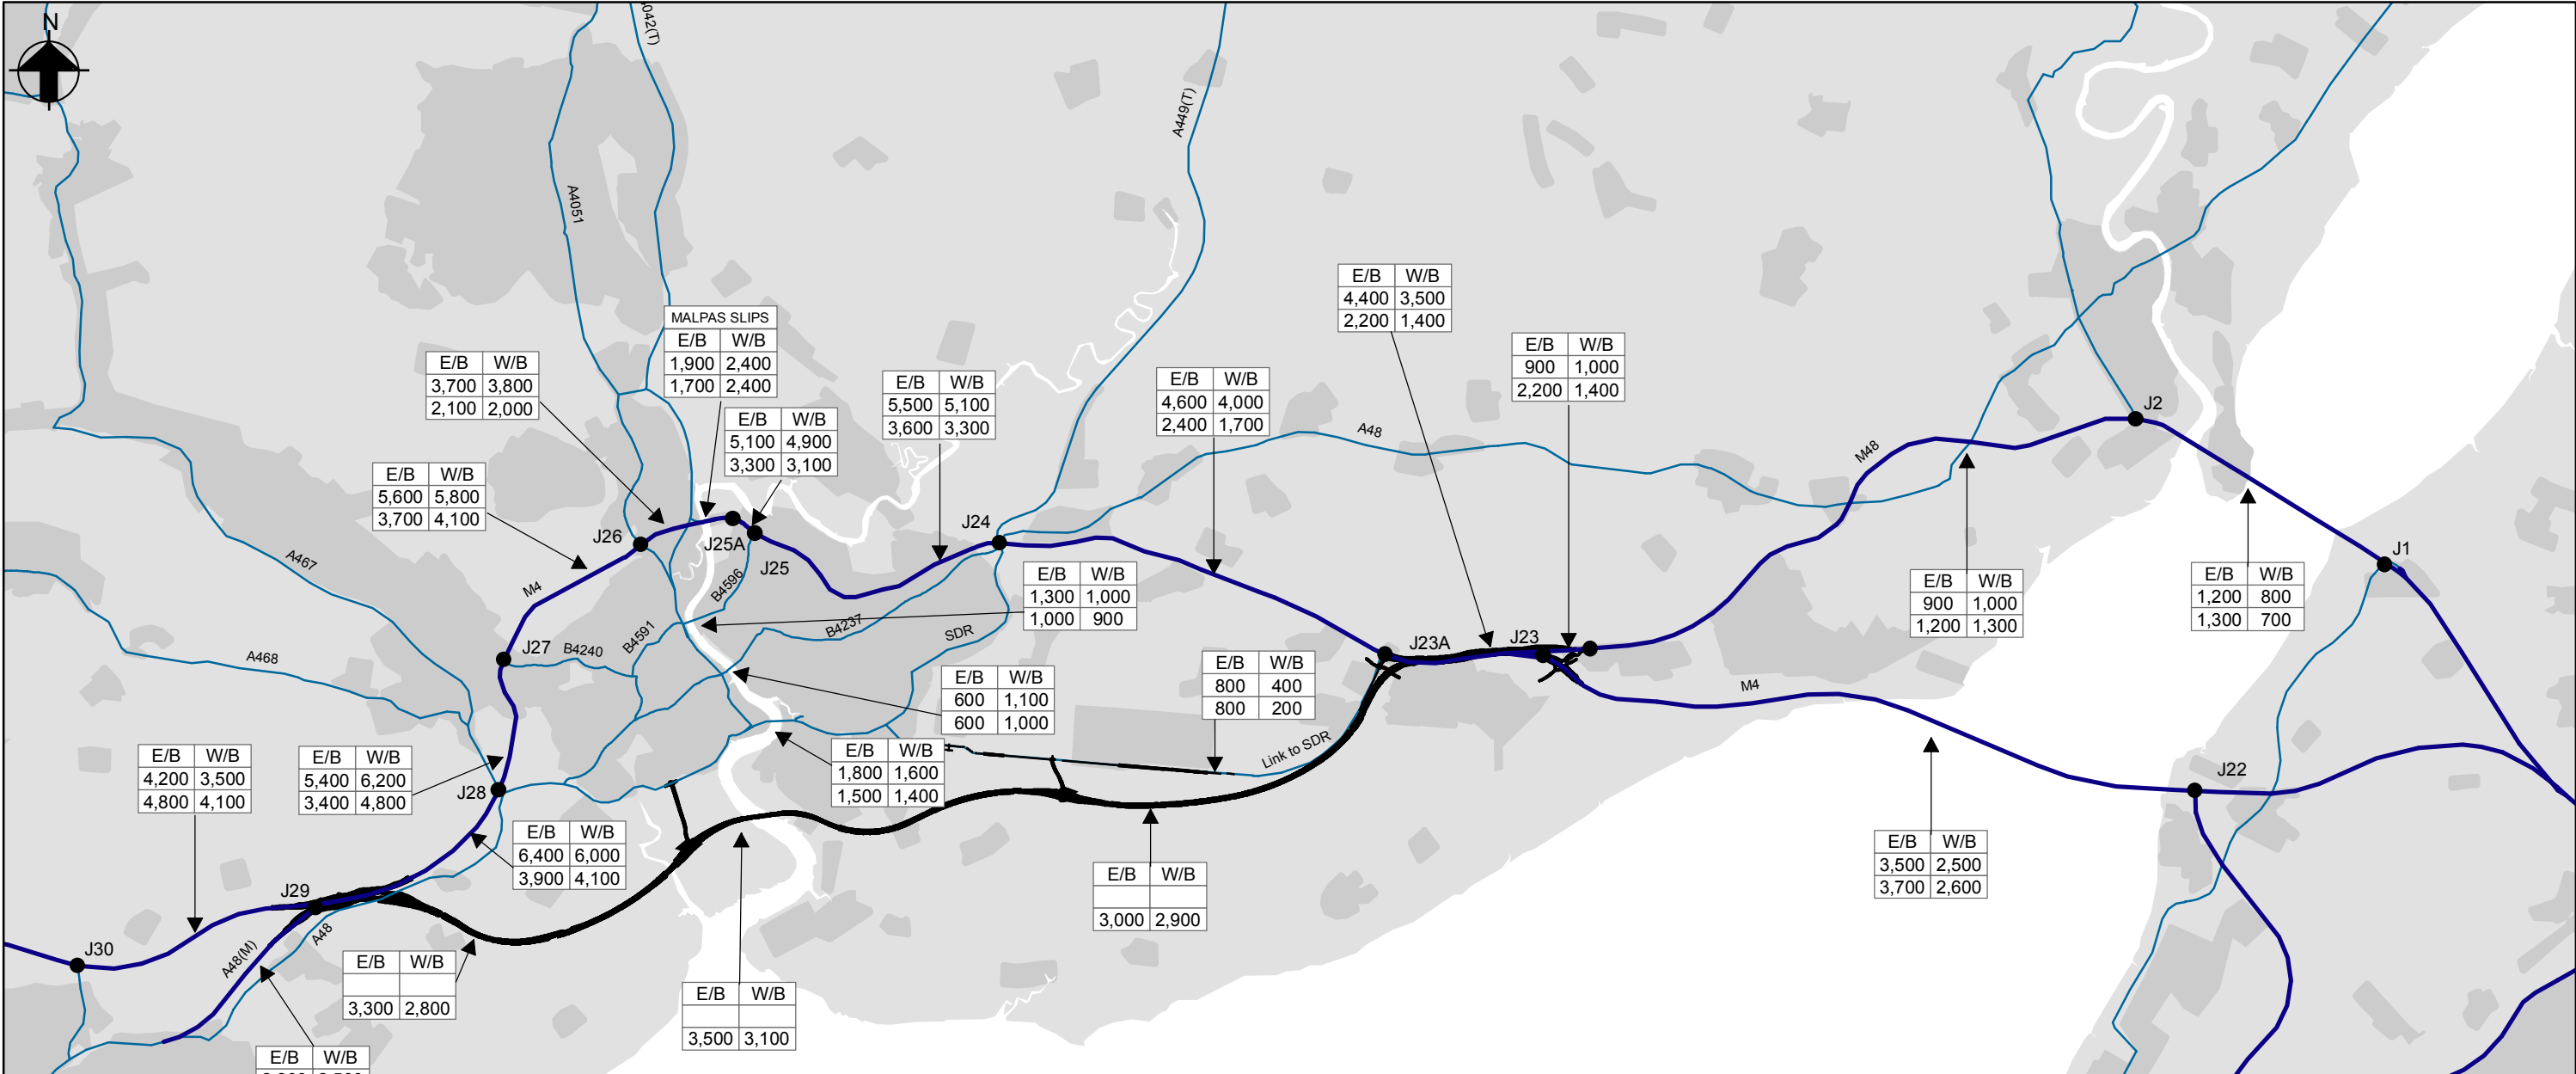 N
A042(T)
A4051
A449(T)
E/B W/B
4,400 3,500
2,200 1,400
MALPAS SLIPS
E/B W/B
1,900 2,400
1,700 2,400
E/B W/B
900 1,000
2,200 1,400
E/B W/B
3,700 3,800
2,100 2,000
E/B W/B
5,500 5,100
3,600 3,300
E/B W/B
4,600 4,000
2,400 1,700
E/B W/B
5,100 4,900
3,300 3,100
J2
A48
M48
E/B W/B
5,600 5,800
3,700 4,100
J26
J25A
J25
J24
J1
A467
M4
B4596
E/B W/B
1,300 1,000
1,000 900
E/B W/B
900 1,000
1,200 1,300
E/B W/B
1,200 800
1,300 700
J27
B4240
B4591
B4237
SDR
J23A
J23
A468
E/B W/B
600 1,100
600 1,000
E/B W/B
800 400
800 200
M4
Link to SDR
E/B W/B
4,200 3,500
4,800 4,100
E/B W/B
5,400 6,200
3,400 4,800
J28
E/B W/B
1,800 1,600
1,500 1,400
J22
E/B W/B
6,400 6,000
3,900 4,100
E/B W/B
3,500 2,500
3,700 2,600
J29
E/B W/B
3,000 2,900
J30
A48(M)
A48
E/B W/B
3,300 2,800
E/B W/B
3,500 3,100
E/B W/B